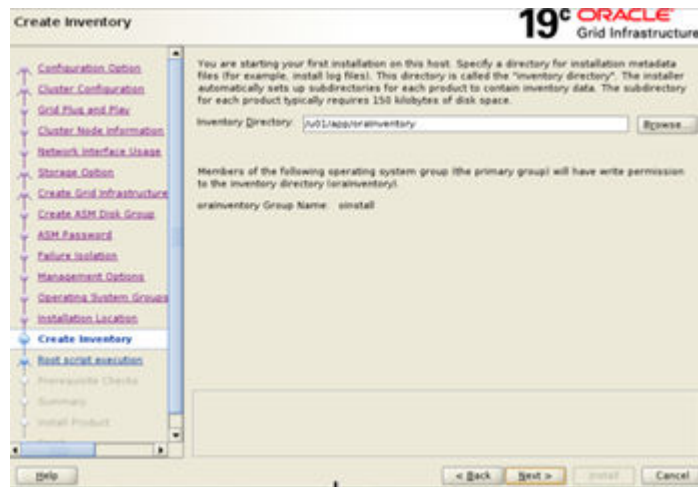 Create Inventory
19c ORACLE
Grid Infrastructure
Configuration Option
Cluster Configuration
Grid Plug and Play
Cluster Node Information
Network Interface Usage
Storage Option
Create Grid Infrastructure
Create ASM Disk Group
ASM Password
Failure Isolation
Management Options
Operating System Groups
Installation Location
Create Inventory
Root script execution
Prerequisite Checks
Summary
Install Product
You are starting your first installation on this host. Specify a directory for installation metadata
files (for example, install log files). This directory is called the "inventory directory". The installer
automatically sets up subdirectories for each product to contain inventory data. The subdirectory
for each product typically requires 150 kilobytes of disk space.
Inventory Directory: /u01/app/oraInventory
Browse...
Members of the following operating system group (the primary group) will have write permission
to the inventory directory (oraInventory).
oraInventory Group Name: oinstall
Help
< Back
Next >
Install
Cancel